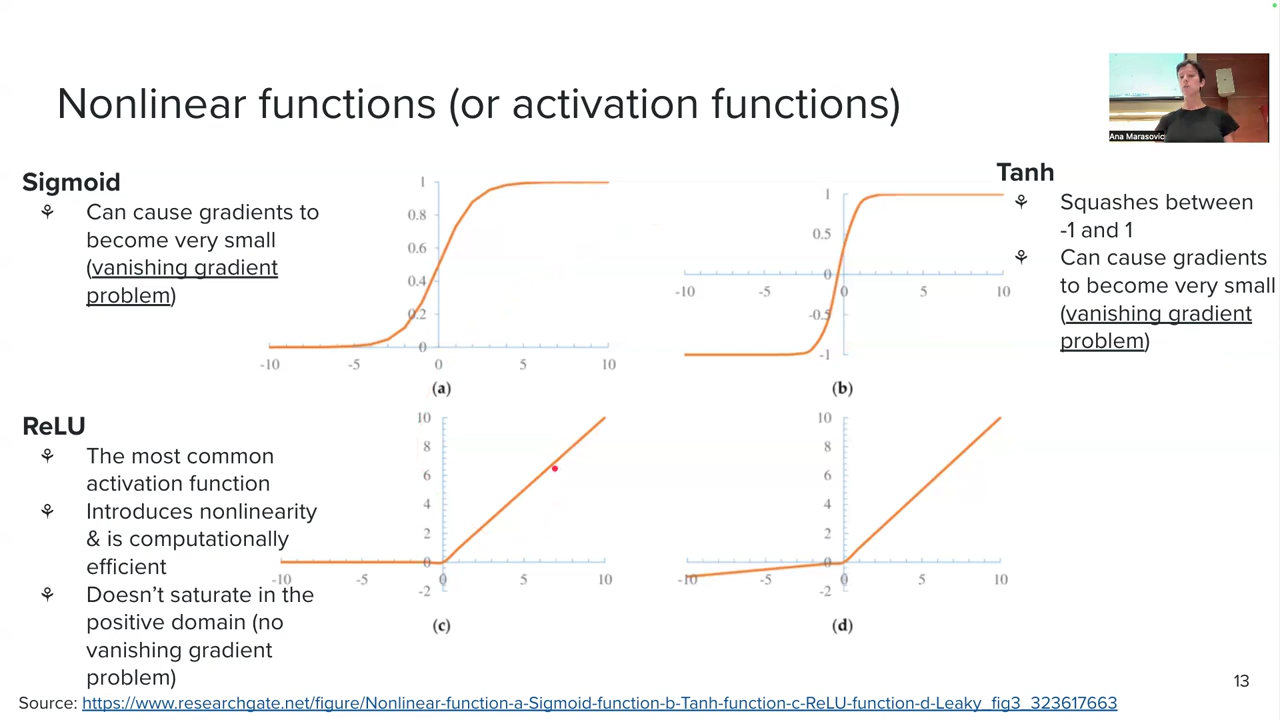 Nonlinear functions (or activation functions)
Ana Marasovic
Sigmoid
⚘ Can cause gradients to
become very small
(vanishing gradient
problem)
1
0.8
0.6
0.4
0.2
0
-10 -5 0 5 10
(a)
1
0.5
0
-0.5
-1
-10 -5 0 5 10
(b)
Tanh
⚘ Squashes between
-1 and 1
⚘ Can cause gradients
to become very small
(vanishing gradient
problem)
ReLU
⚘ The most common
activation function
⚘ Introduces nonlinearity
& is computationally
efficient
⚘ Doesn’t saturate in the
positive domain (no
vanishing gradient
problem)
10
8
6
4
2
0
-2
-10 -5 0 5 10
(c)
10
8
6
4
2
0
-2
-10 -5 0 5 10
(d)
13
Source: https://www.researchgate.net/figure/Nonlinear-function-a-Sigmoid-function-b-Tanh-function-c-ReLU-function-d-Leaky_fig3_323617663